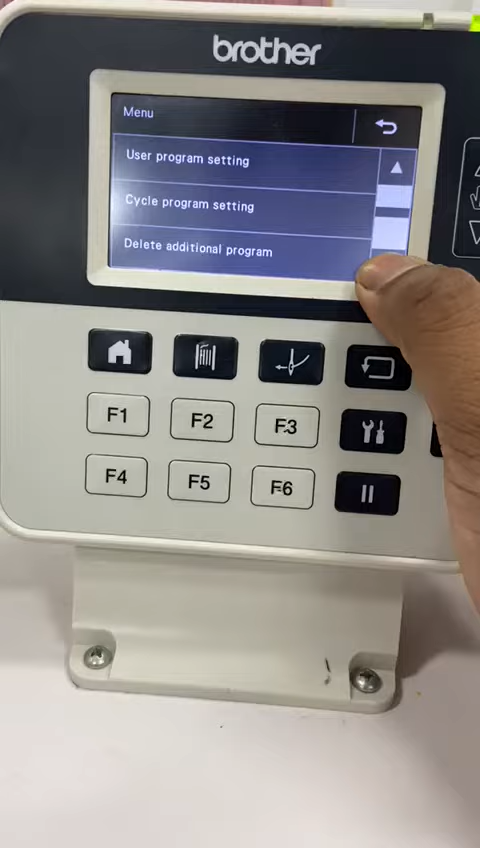 brother
Menu
User program setting
Cycle program setting
Delete additional program
F1
F2
F3
F4
F5
F6